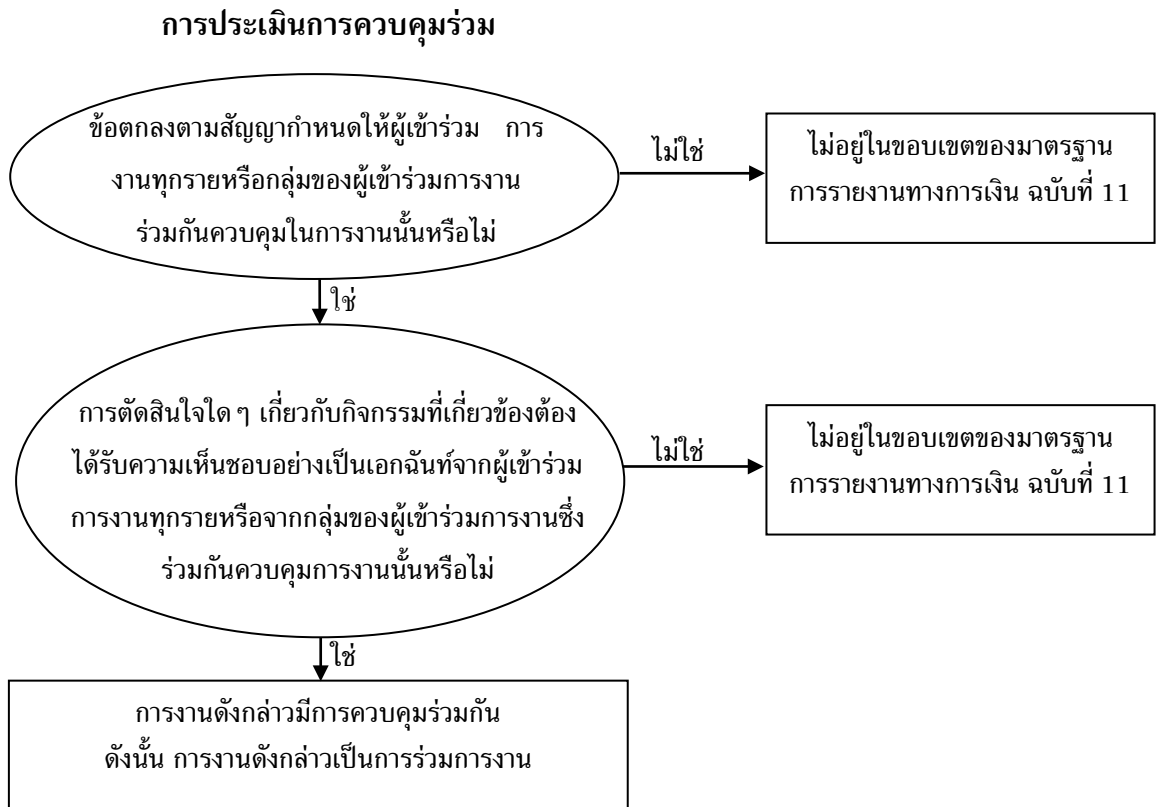 การประเมินการควบคุมร่วม
ข้อตกลงตามสัญญากำหนดให้ผู้เข้าร่วม การ
งานทุกรายหรือกลุ่มของผู้เข้าร่วมการงาน
ร่วมกันควบคุมในการงานนั้นหรือไม่
ไม่ใช่
ไม่อยู่ในขอบเขตของมาตรฐาน
การรายงานทางการเงิน ฉบับที่ 11
ใช่
การตัดสินใจใด ๆ เกี่ยวกับกิจกรรมที่เกี่ยวข้องต้อง
ได้รับความเห็นชอบอย่างเป็นเอกฉันท์จากผู้เข้าร่วม
การงานทุกรายหรือจากกลุ่มของผู้เข้าร่วมการงานซึ่ง
ร่วมกันควบคุมการงานนั้นหรือไม่
ไม่ใช่
ไม่อยู่ในขอบเขตของมาตรฐาน
การรายงานทางการเงิน ฉบับที่ 11
ใช่
การงานดังกล่าวมีการควบคุมร่วมกัน
ดังนั้น การงานดังกล่าวเป็นการร่วมการงาน